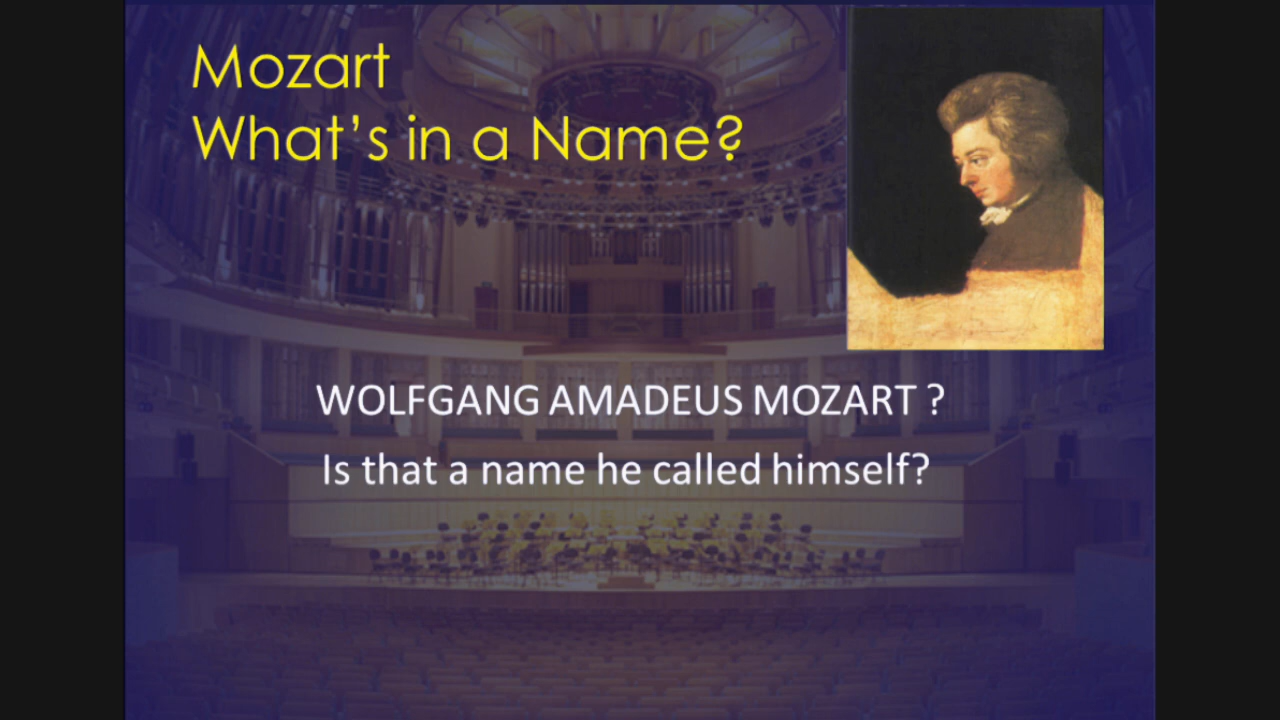 Mozart
What's in a Name?
WOLFGANG AMADEUS MOZART ?
Is that a name he called himself?